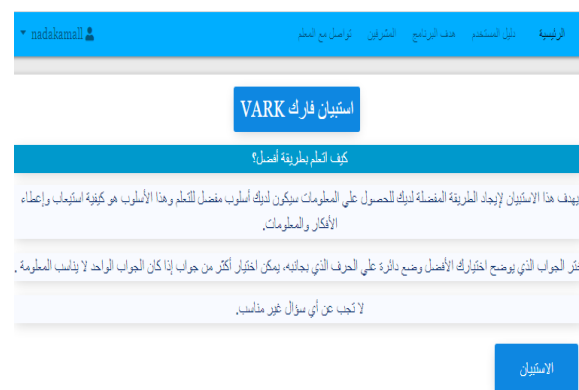 الرئيسية دليل المستخدم هدف البرنامج المشرفين تواصل مع المعلم nadakamall
استبيان فارك VARK
كيف اتعلم بطريقة أفضل؟
يهدف هذا الاستبيان لإيجاد الطريقة المفضلة لديك للحصول علي المعلومات سيكون لديك أسلوب مفضل للتعلم وهذا الأسلوب هو كيفية استيعاب وإعطاء
الأفكار والمعلومات.
ختر الجواب الذي يوضح اختيارك الأفضل وضع دائرة علي الحرف الذي بجانبه، يمكن اختيار أكثر من جواب إذا كان الجواب الواحد لا يناسب المعلومة .
لا تجب عن أي سؤال غير مناسب.
الاستبيان